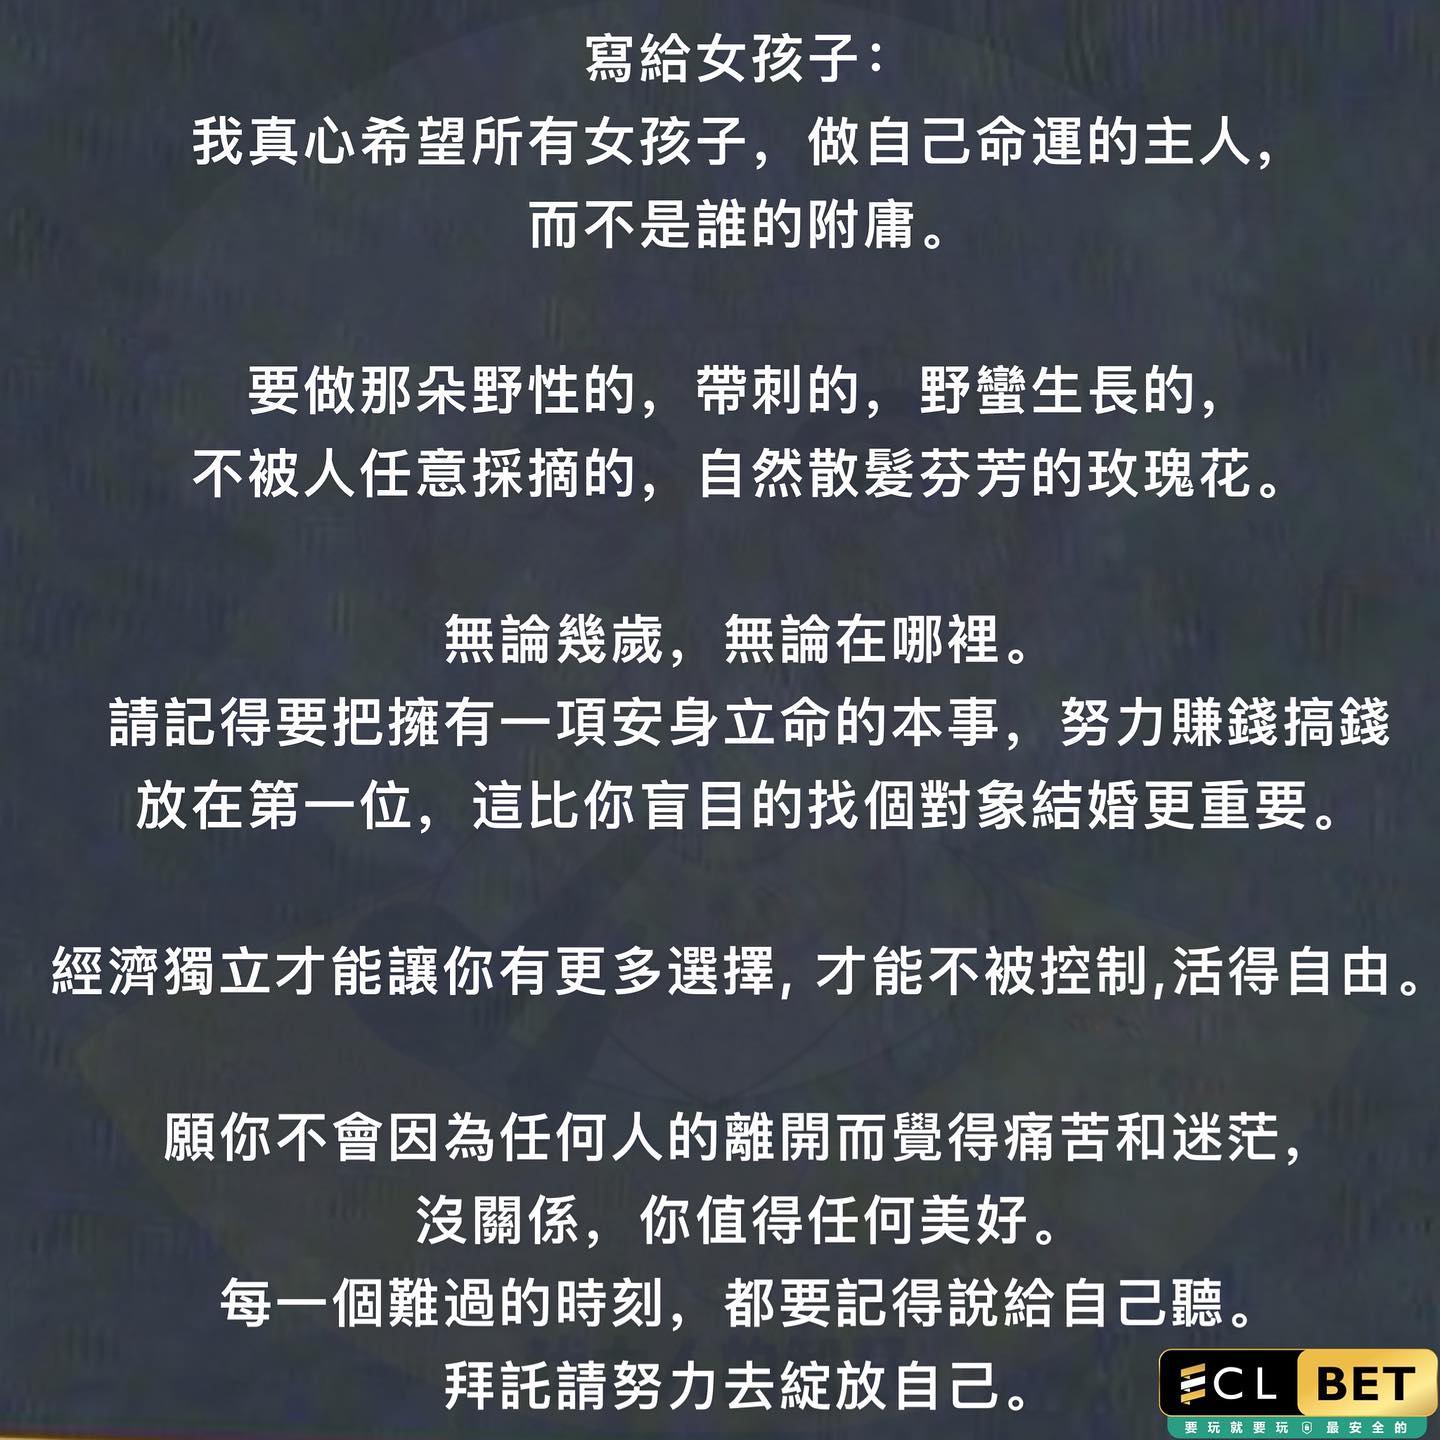 寫給女孩子：
我真心希望所有女孩子，做自己命運的主人，
而不是誰的附庸。
要做那朵野性的，帶刺的，野蠻生長的，
不被人任意採摘的，自然散髮芬芳的玫瑰花。
無論幾歲，無論在哪裡。
請記得要把擁有一項安身立命的本事，努力賺錢搞錢
放在第一位，這比你盲目的找個對象結婚更重要。
經濟獨立才能讓你有更多選擇, 才能不被控制,活得自由。
願你不會因為任何人的離開而覺得痛苦和迷茫，
沒關係，你值得任何美好。
每一個難過的時刻，都要記得說給自己聽。
拜託請努力去綻放自己。
ECL BET
要玩就要玩 最安全的